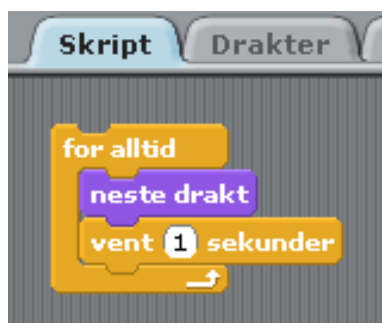 Skript Drakter
for alltid
neste drakt
vent 1 sekunder